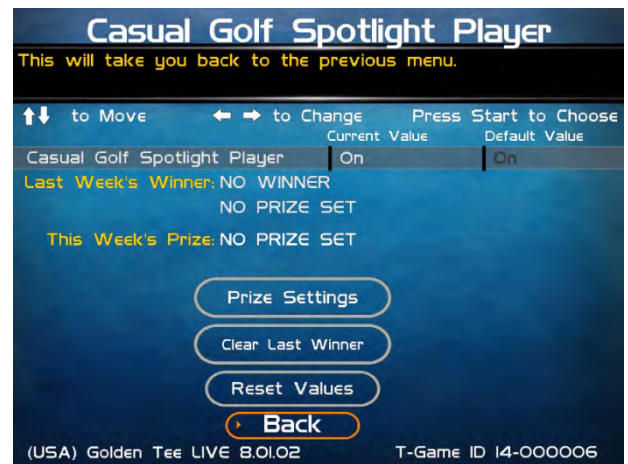 Casual Golf Spotlight Player
This will take you back to the previous menu.
to Move to Change Press Start to Choose
Current Value Default Value
Casual Golf Spotlight Player On On
Last Week's Winner: NO WINNER
NO PRIZE SET
This Week's Prize: NO PRIZE SET
Prize Settings
Clear Last Winner
Reset Values
Back
(USA) Golden Tee LIVE 8.01.02 T-Game ID 14-000006